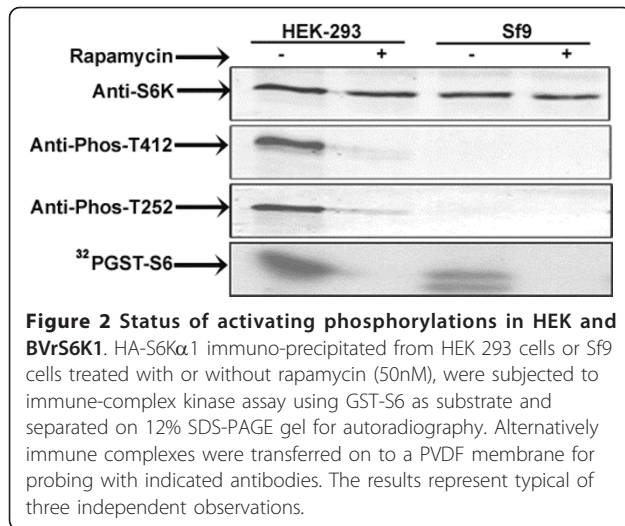 HEK-293 Sf9
Rapamycin - + - +
Anti-S6K
Anti-Phos-T412
Anti-Phos-T252
32PGST-S6
Figure 2 Status of activating phosphorylations in HEK and
BVrS6K1. HA-S6Kα1 immuno-precipitated from HEK 293 cells or Sf9
cells treated with or without rapamycin (50nM), were subjected to
immune-complex kinase assay using GST-S6 as substrate and
separated on 12% SDS-PAGE gel for autoradiography. Alternatively
immune complexes were transferred on to a PVDF membrane for
probing with indicated antibodies. The results represent typical of
three independent observations.